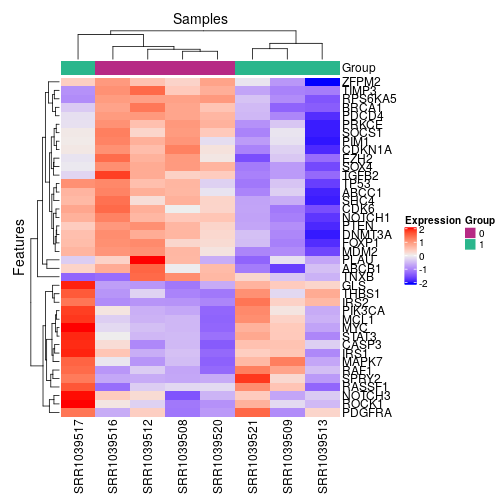 Samples
Group
ZFPM2
TIMP3
RPS6KA5
BRCA1
PDCD4
PRKCE
SOCS1
PIM1
CDKN1A
EZH2
SOX4
TGFB2
TP53
ABCC1
SRC4
CDK6
NOTCH1
PTEN
DNMT3A
FOXP1
MDM2
PLAU
ABCB1
TNXB
GLS
THBS1
IRS2
PIK3CA
MCL1
MYC
STAT3
CASP3
IRS1
MAPK7
RAF1
SPRY2
RASSF1
NOTCH3
ROCK1
PDGFRA
Features
Expression Group
2 0
1 1
0
-1
-2
SRR1039517
SRR1039516
SRR1039512
SRR1039508
SRR1039520
SRR1039521
SRR1039509
SRR1039513